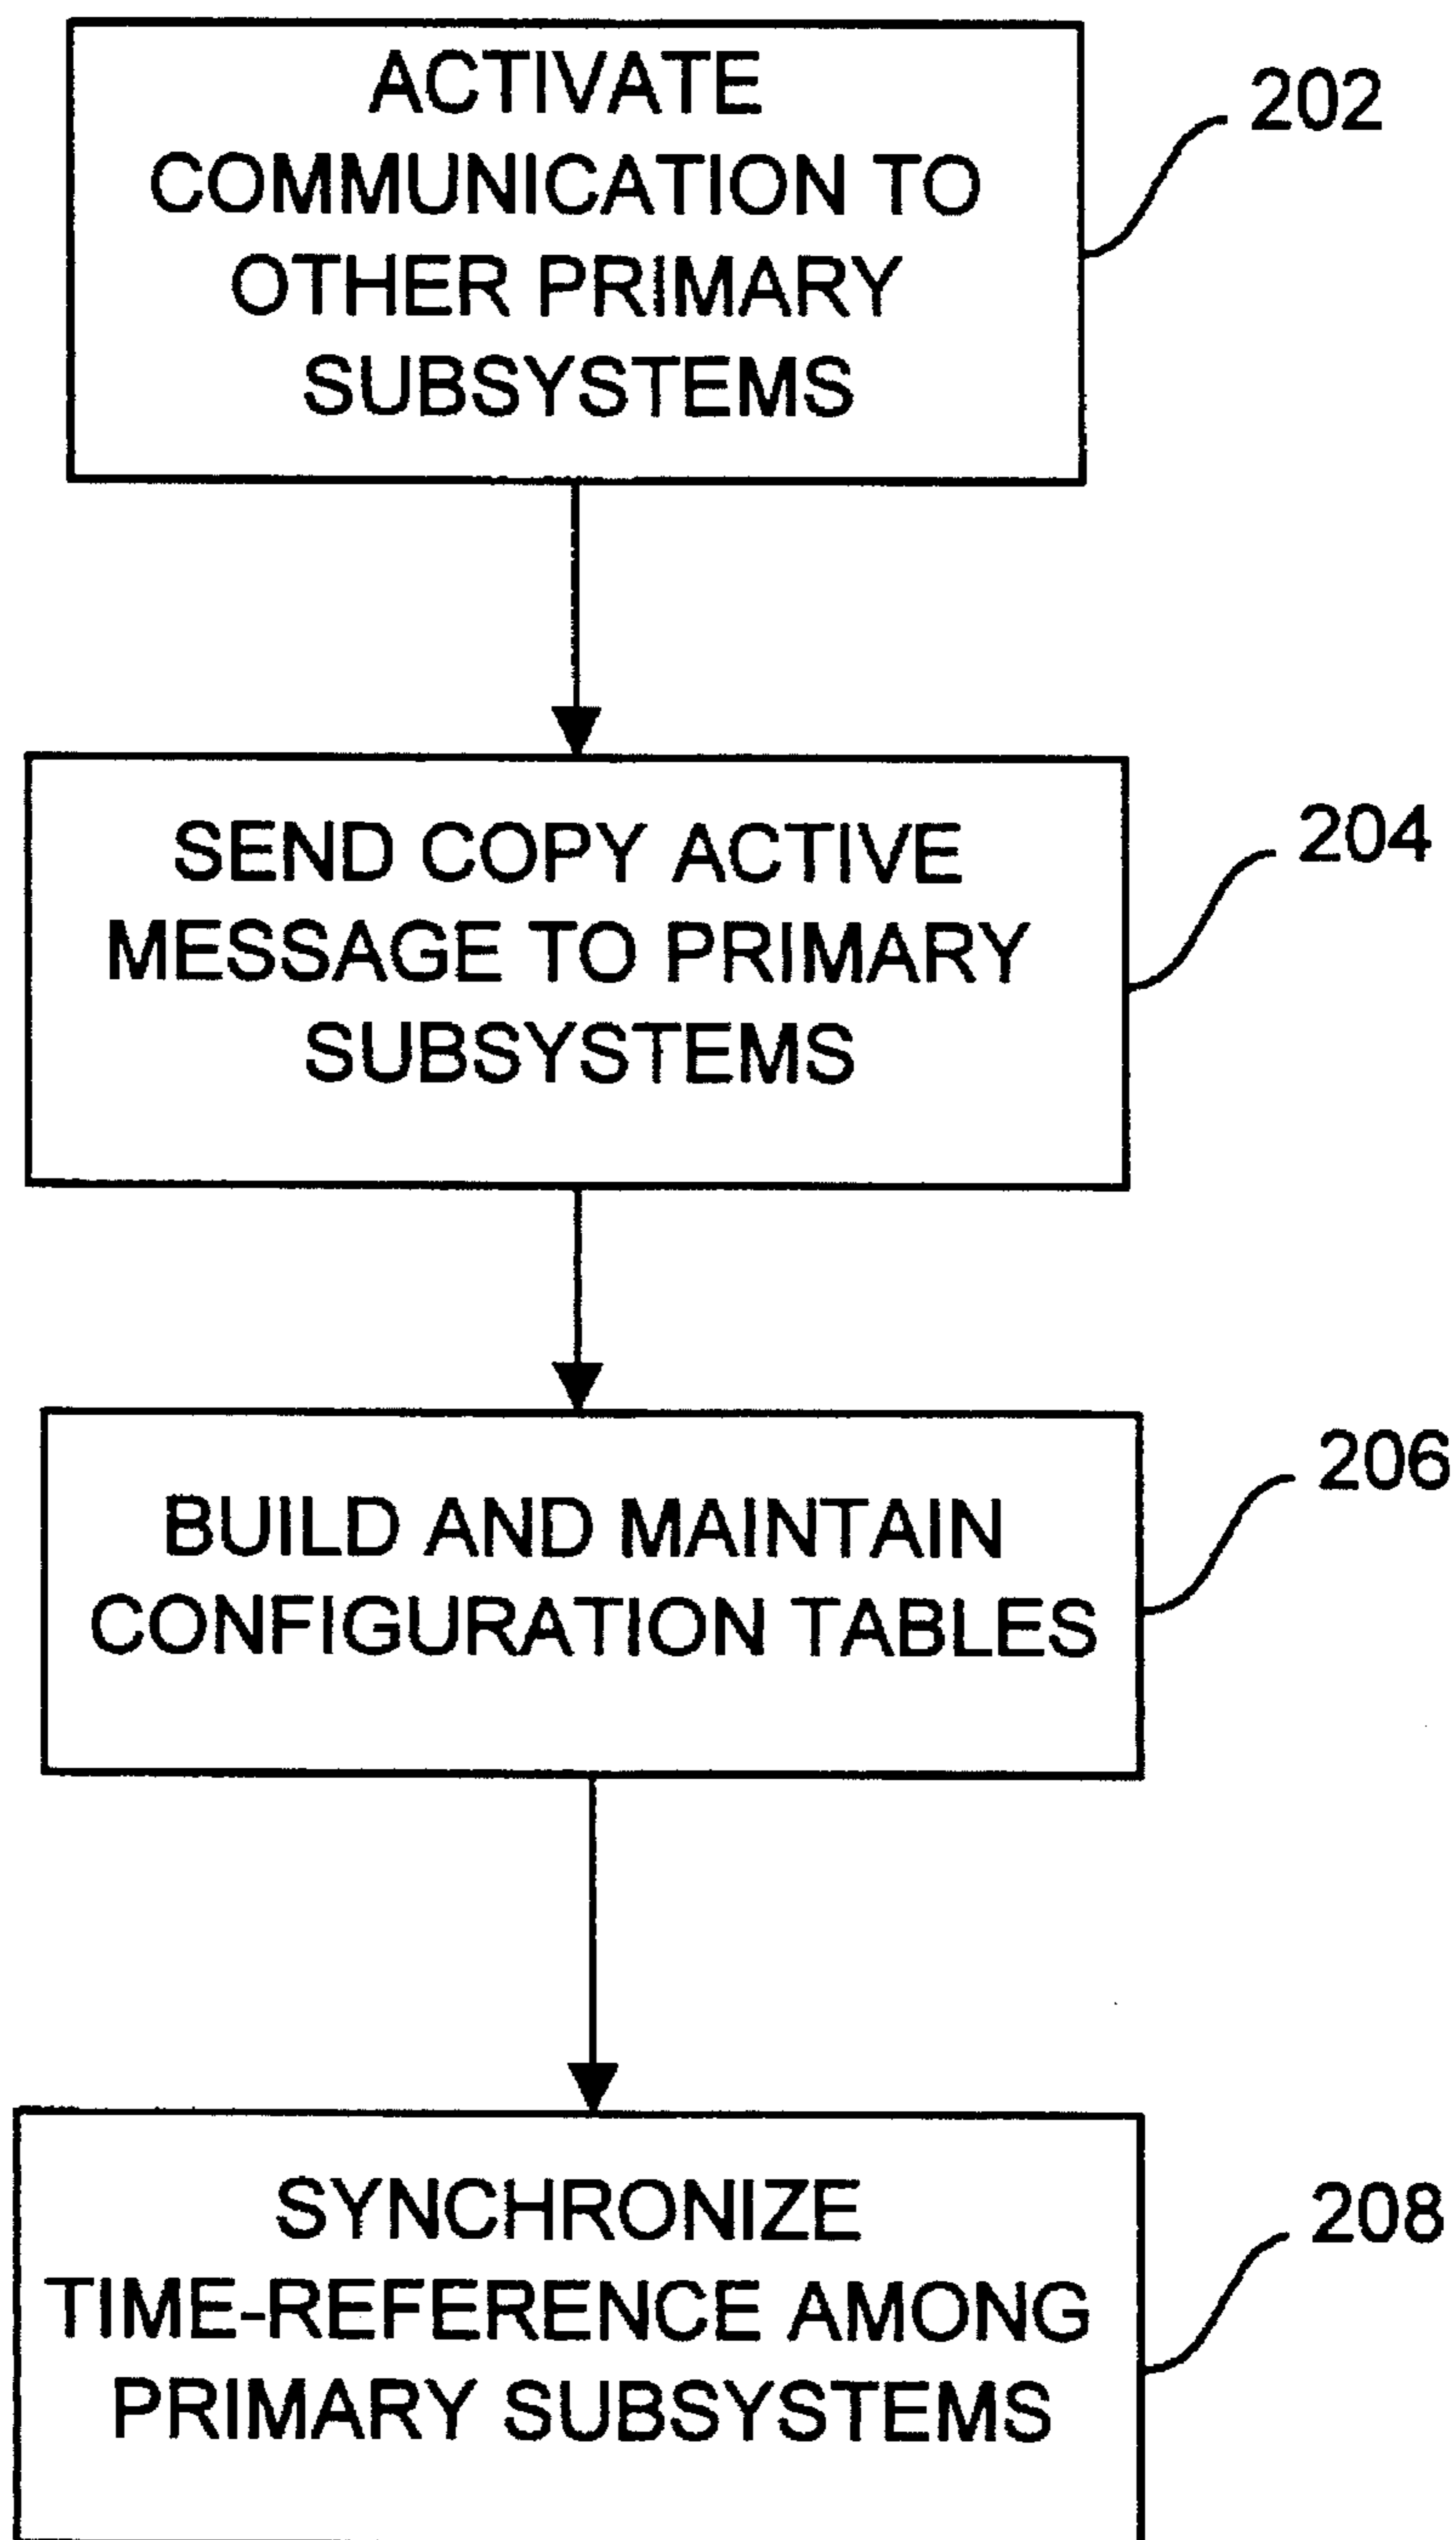 ACTIVATE
COMMUNICATION TO
OTHER PRIMARY
SUBSYSTEMS
202
SEND COPY ACTIVE
MESSAGE TO PRIMARY
SUBSYSTEMS
204
BUILD AND MAINTAIN
CONFIGURATION TABLES
206
SYNCHRONIZE
TIME-REFERENCE AMONG
PRIMARY SUBSYSTEMS
208